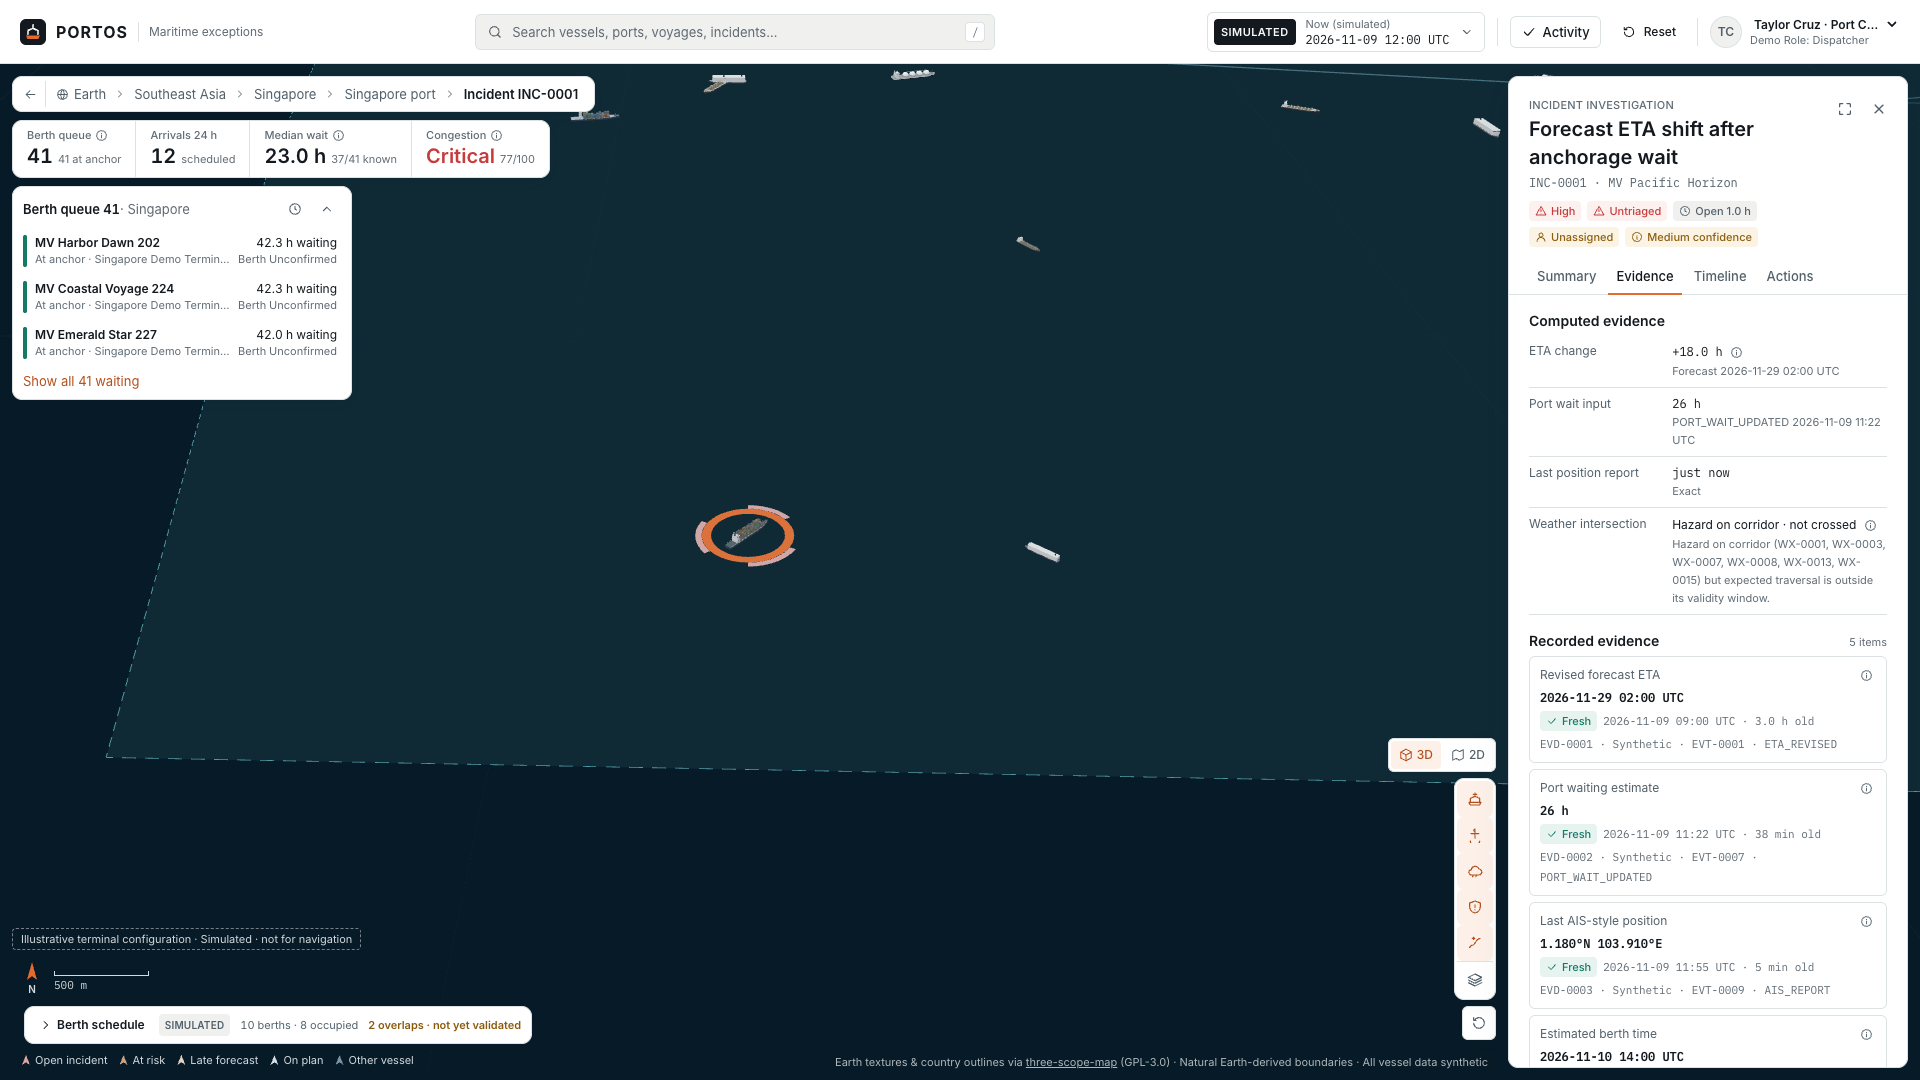 PORTOS
Maritime exceptions
Search vessels, ports, voyages, incidents...
/
SIMULATED
Now (simulated)
2026-11-09 12:00 UTC
Activity
Reset
TC
Taylor Cruz · Port C...
Demo Role: Dispatcher
Earth
Southeast Asia
Singapore
Singapore port
Incident INC-0001
Berth queue
41 41 at anchor
Arrivals 24 h
12 scheduled
Median wait
23.0 h 37/41 known
Congestion
Critical 77/100
Berth queue 41 · Singapore
MV Harbor Dawn 202
42.3 h waiting
At anchor · Singapore Demo Termin...
Berth Unconfirmed
MV Coastal Voyage 224
42.3 h waiting
At anchor · Singapore Demo Termin...
Berth Unconfirmed
MV Emerald Star 227
42.0 h waiting
At anchor · Singapore Demo Termin...
Berth Unconfirmed
Show all 41 waiting
3D
2D
Illustrative terminal configuration · Simulated · not for navigation
N
500 m
Berth schedule
SIMULATED
10 berths · 8 occupied
2 overlaps · not yet validated
Open incident
At risk
Late forecast
On plan
Other vessel
Earth textures & country outlines via three-scope-map (GPL-3.0) · Natural Earth-derived boundaries · All vessel data synthetic
INCIDENT INVESTIGATION
Forecast ETA shift after
anchorage wait
INC-0001 · MV Pacific Horizon
High
Untriaged
Open 1.0 h
Unassigned
Medium confidence
Summary
Evidence
Timeline
Actions
Computed evidence
ETA change
+18.0 h
Forecast 2026-11-29 02:00 UTC
Port wait input
26 h
PORT_WAIT_UPDATED 2026-11-09 11:22
UTC
Last position report
just now
Exact
Weather intersection
Hazard on corridor · not crossed
Hazard on corridor (WX-0001, WX-0003,
WX-0007, WX-0008, WX-0013, WX-
0015) but expected traversal is outside
its validity window.
Recorded evidence
5 items
Revised forecast ETA
2026-11-29 02:00 UTC
Fresh
2026-11-09 09:00 UTC · 3.0 h old
EVD-0001 · Synthetic · EVT-0001 · ETA_REVISED
Port waiting estimate
26 h
Fresh
2026-11-09 11:22 UTC · 38 min old
EVD-0002 · Synthetic · EVT-0007 ·
PORT_WAIT_UPDATED
Last AIS-style position
1.180°N 103.910°E
Fresh
2026-11-09 11:55 UTC · 5 min old
EVD-0003 · Synthetic · EVT-0009 · AIS_REPORT
Estimated berth time
2026-11-10 14:00 UTC